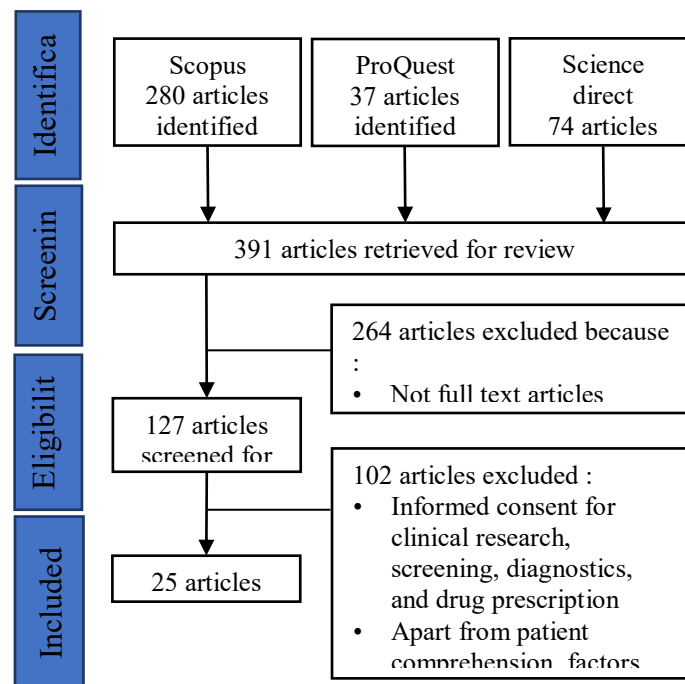 Identifica
Scopus
280 articles
identified
ProQuest
37 articles
identified
Science
direct
74 articles
Screenin
391 articles retrieved for review
264 articles excluded because
:
• Not full text articles
Eligibilit
127 articles
screened for
102 articles excluded :
• Informed consent for
clinical research,
screening, diagnostics,
and drug prescription
• Apart from patient
comprehension, factors
Included
25 articles